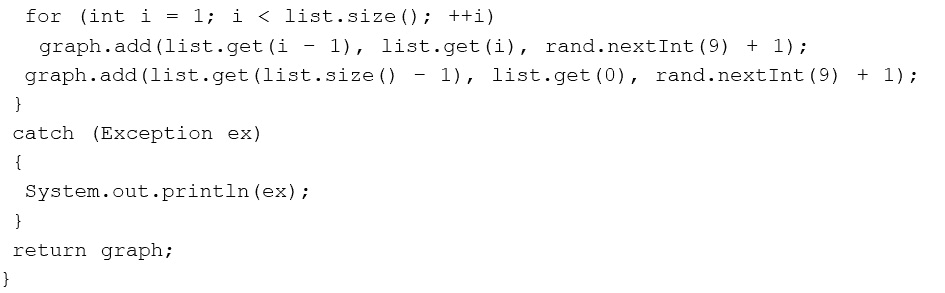 for (int i = 1; i < list.size(); ++i)
graph.add(list.get(i - 1), list.get(i), rand.nextInt(9) + 1);
graph.add(list.get(list.size() - 1), list.get(0), rand.nextInt(9) + 1);
}
catch (Exception ex)
{
System.out.println(ex);
}
return graph;
}